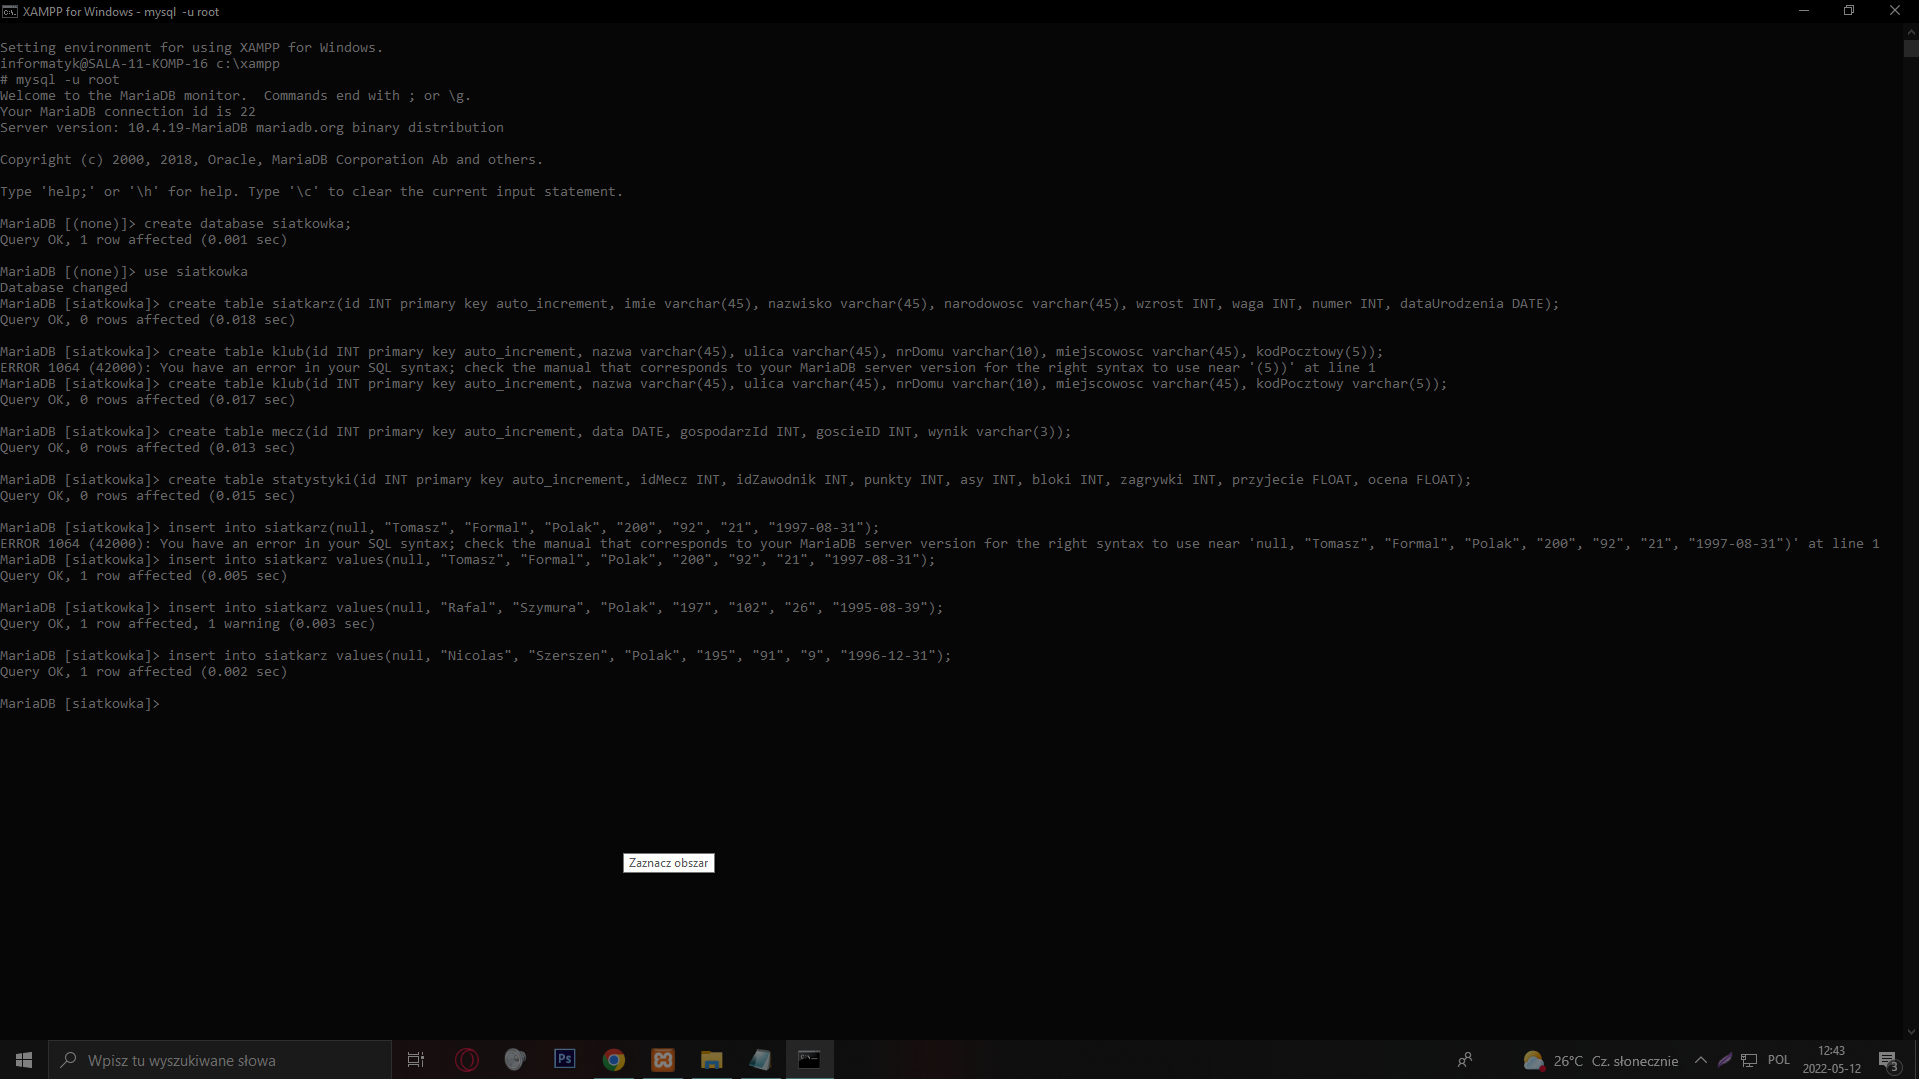 XAMPP for Windows - mysql  -u root
Setting environment for using XAMPP for Windows.
informatyk@SALA-11-KOMP-16 c:\xampp
# mysql -u root
Welcome to the MariaDB monitor.  Commands end with ; or \g.
Your MariaDB connection id is 22
Server version: 10.4.19-MariaDB mariadb.org binary distribution
Copyright (c) 2000, 2018, Oracle, MariaDB Corporation Ab and others.
Type 'help;' or '\h' for help. Type '\c' to clear the current input statement.
MariaDB [(none)]> create database siatkowka;
Query OK, 1 row affected (0.001 sec)
MariaDB [(none)]> use siatkowka
Database changed
MariaDB [siatkowka]> create table siatkarz(id INT primary key auto_increment, imie varchar(45), nazwisko varchar(45), narodowosc varchar(45), wzrost INT, waga INT, numer INT, dataUrodzenia DATE);
Query OK, 0 rows affected (0.018 sec)
MariaDB [siatkowka]> create table klub(id INT primary key auto_increment, nazwa varchar(45), ulica varchar(45), nrDomu varchar(10), miejscowosc varchar(45), kodPocztowy(5));
ERROR 1064 (42000): You have an error in your SQL syntax; check the manual that corresponds to your MariaDB server version for the right syntax to use near '(5))' at line 1
MariaDB [siatkowka]> create table klub(id INT primary key auto_increment, nazwa varchar(45), ulica varchar(45), nrDomu varchar(10), miejscowosc varchar(45), kodPocztowy varchar(5));
Query OK, 0 rows affected (0.017 sec)
MariaDB [siatkowka]> create table mecz(id INT primary key auto_increment, data DATE, gospodarzId INT, goscieID INT, wynik varchar(3));
Query OK, 0 rows affected (0.013 sec)
MariaDB [siatkowka]> create table statystyki(id INT primary key auto_increment, idMecz INT, idZawodnik INT, punkty INT, asy INT, bloki INT, zagrywki INT, przyjecie FLOAT, ocena FLOAT);
Query OK, 0 rows affected (0.015 sec)
MariaDB [siatkowka]> insert into siatkarz(null, "Tomasz", "Formal", "Polak", "200", "92", "21", "1997-08-31");
ERROR 1064 (42000): You have an error in your SQL syntax; check the manual that corresponds to your MariaDB server version for the right syntax to use near 'null, "Tomasz", "Formal", "Polak", "200", "92", "21", "1997-08-31")' at line 1
MariaDB [siatkowka]> insert into siatkarz values(null, "Tomasz", "Formal", "Polak", "200", "92", "21", "1997-08-31");
Query OK, 1 row affected (0.005 sec)
MariaDB [siatkowka]> insert into siatkarz values(null, "Rafal", "Szymura", "Polak", "197", "102", "26", "1995-08-39");
Query OK, 1 row affected, 1 warning (0.003 sec)
MariaDB [siatkowka]> insert into siatkarz values(null, "Nicolas", "Szerszen", "Polak", "195", "91", "9", "1996-12-31");
Query OK, 1 row affected (0.002 sec)
MariaDB [siatkowka]>
Zaznacz obszar
Wpisz tu wyszukiwane słowa
Ps
26°C Cz. słonecznie
POL
12:43
2022-05-12
3